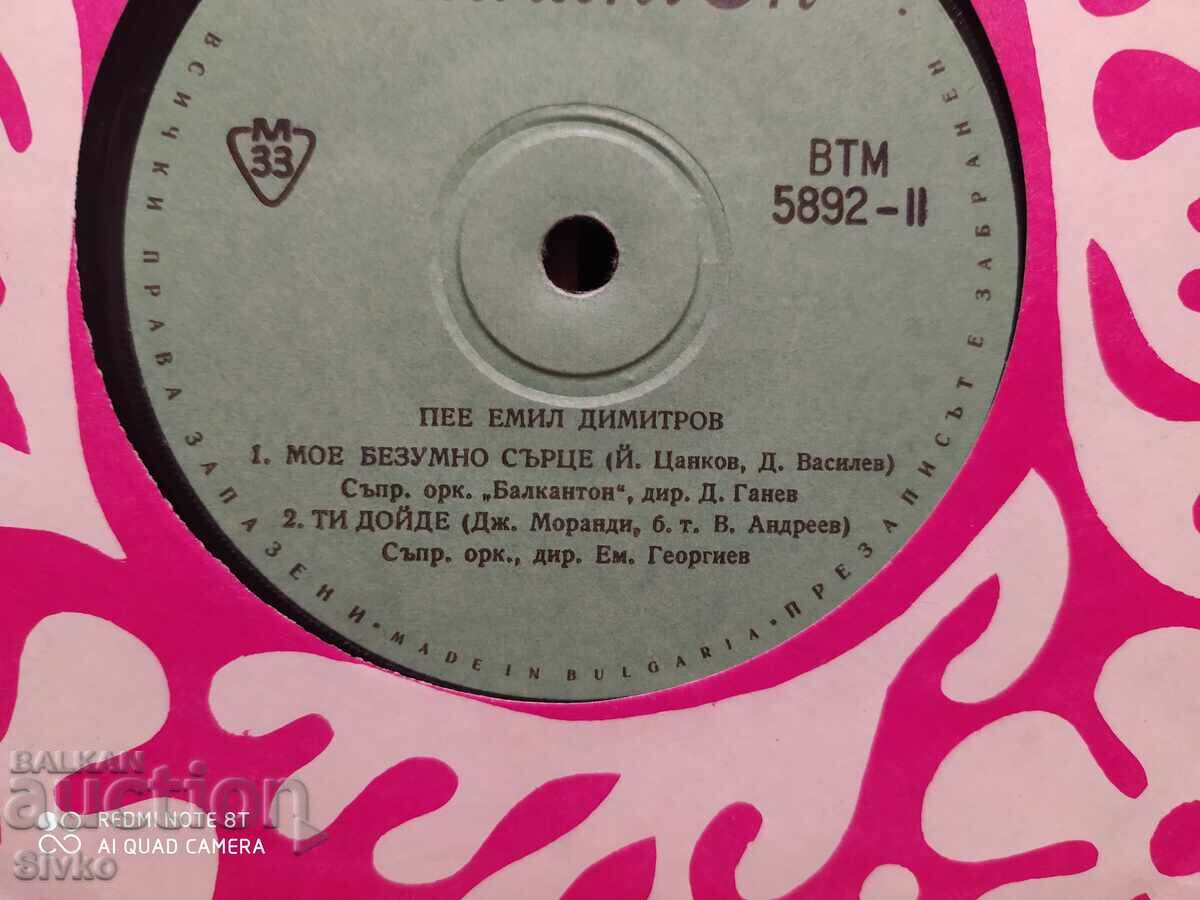 М
33
ВТМ
5892-II
ПЕЕ ЕМИЛ ДИМИТРОВ
1. МОЕ БЕЗУМНО СЪРЦЕ (Й. Цанков, Д. Василев)
Съпр. орк. „Балкантон“, дир. Д. Ганев
2. ТИ ДОЙДЕ (Дж. Моранди, б. т. В. Андреев)
Съпр. орк., дир. Ем. Георгиев
ВСИЧКИ ПРАВА ЗАПАЗЕНИ • MADE IN BULGARIA • ПРЕЗАПИСЪТ Е ЗАБРАНЕН •
BALKAN
auction
REDMI NOTE 8T
AI QUAD CAMERA
Sivko